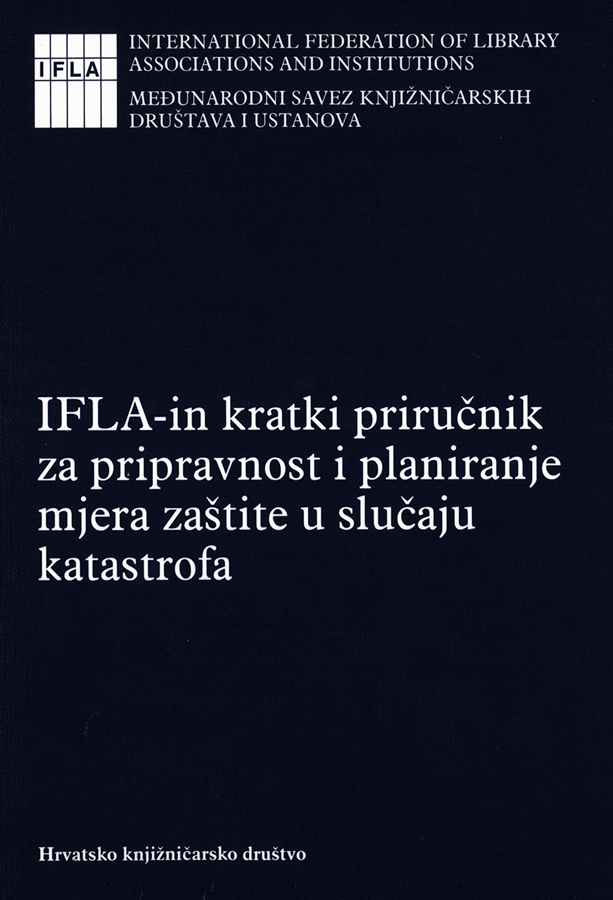 IFLA
INTERNATIONAL FEDERATION OF LIBRARY
ASSOCIATIONS AND INSTITUTIONS
MEĐUNARODNI SAVEZ KNJIŽNIČARSKIH
DRUŠTAVA I USTANOVA
IFLA-in kratki priručnik
za pripravnost i planiranje
mjera zaštite u slučaju
katastrofa
Hrvatsko knjižničarsko društvo